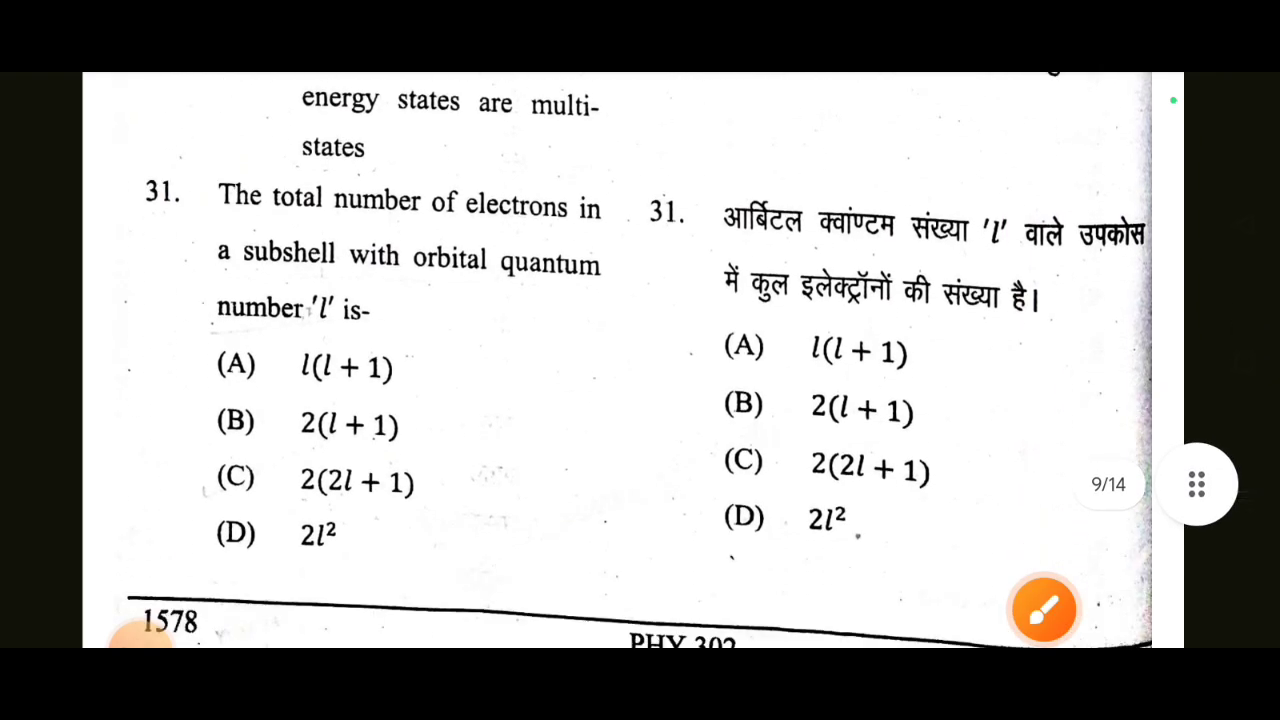 energy states are multi-
states
31. The total number of electrons in
a subshell with orbital quantum
number 'l' is-
(A) l(l + 1)
(B) 2(l + 1)
(C) 2(2l + 1)
(D) 2l²
31. आर्बिटल क्वांण्टम संख्या 'l' वाले उपकोस
में कुल इलेक्ट्रॉनों की संख्या है।
(A) l(l + 1)
(B) 2(l + 1)
(C) 2(2l + 1)
(D) 2l²
9/14
1578
PHY 302